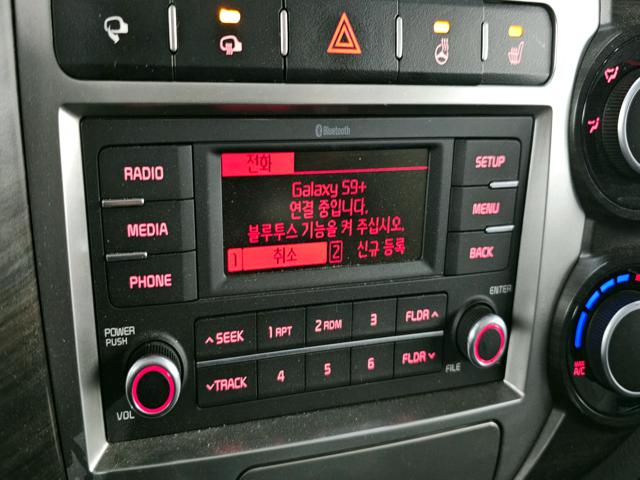 Bluetooth
RADIO
MEDIA
PHONE
전화
Galaxy S9+
연결 중입니다.
블루투스 기능을 켜 주십시오.
1 취소 2 신규 등록
SETUP
MENU
BACK
POWER
PUSH
VOL
∧SEEK
1 RPT
2 RDM
3
FLDR∧
∨TRACK
4
5
6
FLDR∨
ENTER
FILE
A/C